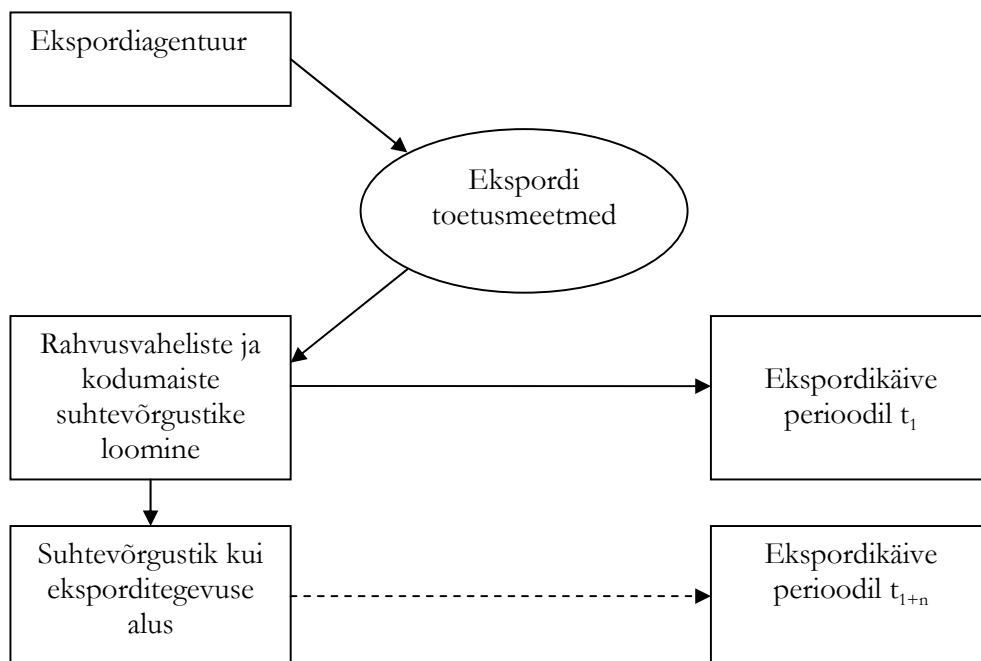 Ekspordiagentuur
Ekspordi
toetusmeetmed
Rahvusvaheliste ja
kodumaiste
suhtevõrgustike
loomine
Ekspordikäive
perioodil t₁
Suhtevõrgustik kui
eksporditegevuse
alus
Ekspordikäive
perioodil t₁₊ₙ